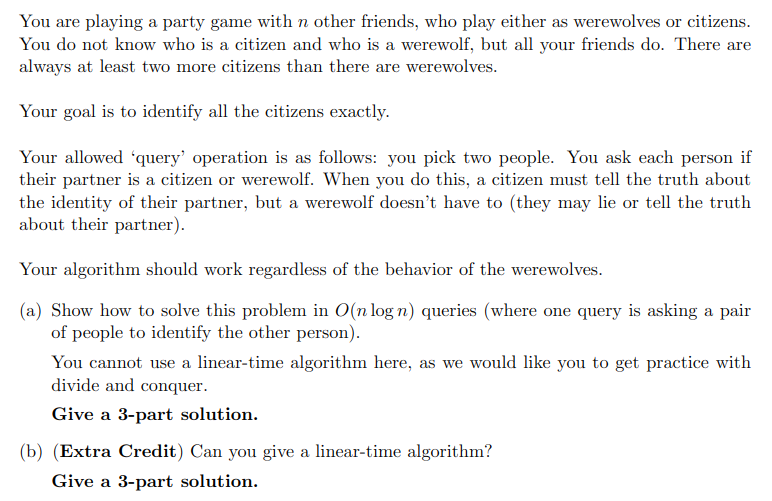 You are playing a party game with n other friends, who play either as werewolves or citizens.
You do not know who is a citizen and who is a werewolf, but all your friends do. There are
always at least two more citizens than there are werewolves.
Your goal is to identify all the citizens exactly.
Your allowed ‘query’ operation is as follows: you pick two people. You ask each person if
their partner is a citizen or werewolf. When you do this, a citizen must tell the truth about
the identity of their partner, but a werewolf doesn’t have to (they may lie or tell the truth
about their partner).
Your algorithm should work regardless of the behavior of the werewolves.
(a) Show how to solve this problem in O(n log n) queries (where one query is asking a pair
of people to identify the other person).
You cannot use a linear-time algorithm here, as we would like you to get practice with
divide and conquer.
Give a 3-part solution.
(b) (Extra Credit) Can you give a linear-time algorithm?
Give a 3-part solution.